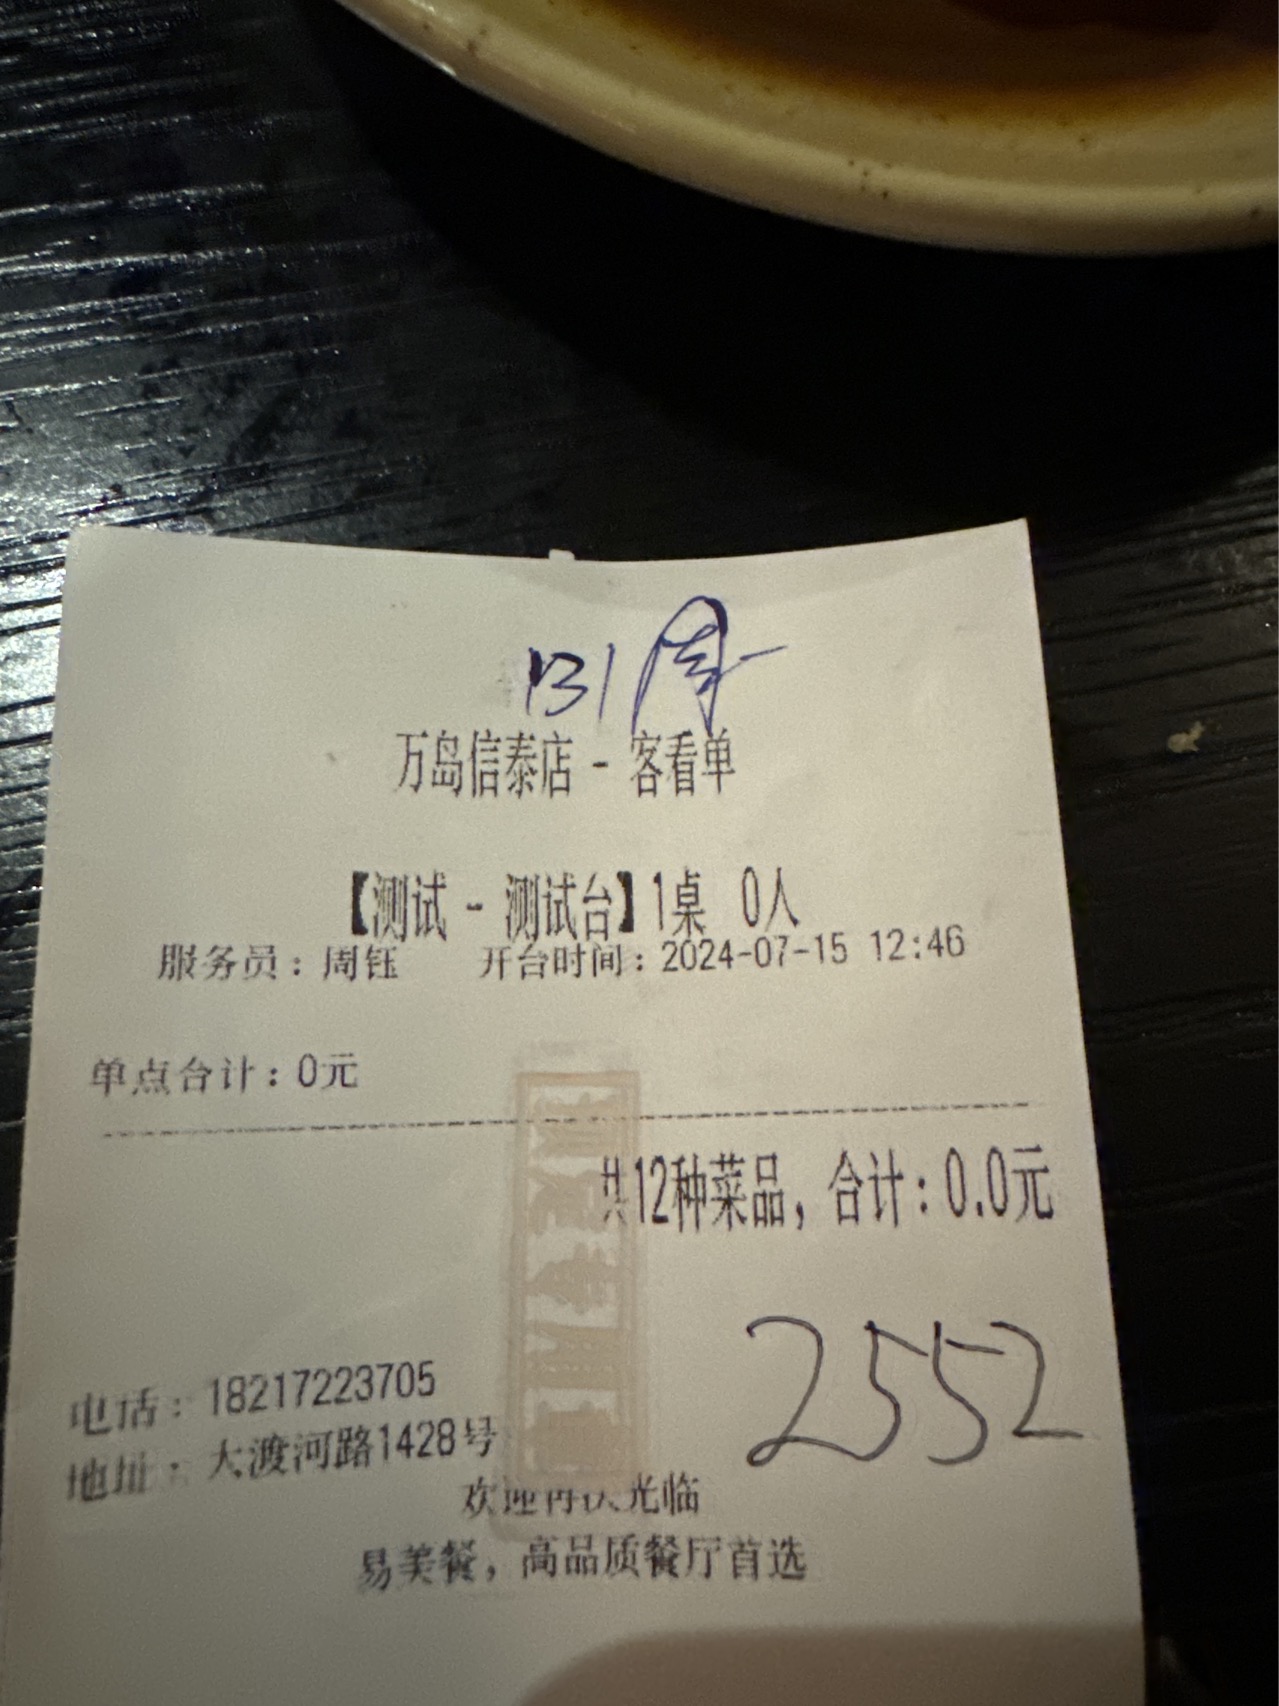 131 周
万岛信泰店 - 客看单
【测试 - 测试台】1桌 0人
服务员：周钰 开台时间：2024-07-15 12:46
单点合计：0元
共12种菜品，合计：0.0元
2552
电话：18217223705
地址：大渡河路1428号
欢迎再次光临
易美餐，高品质餐厅首选